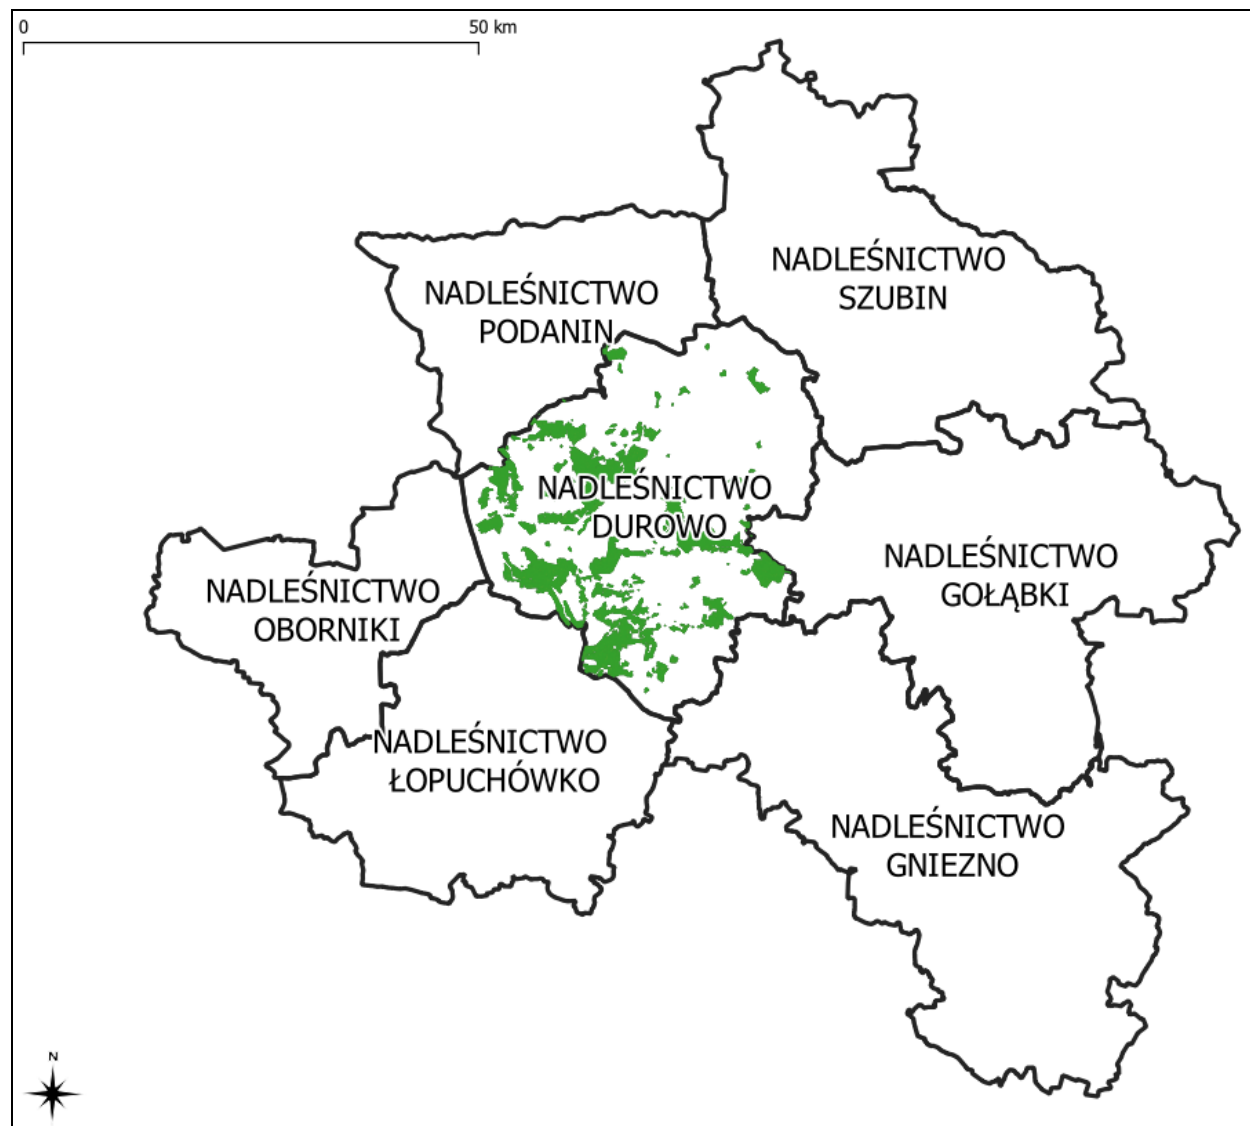 0 50 km
NADLEŚNICTWO
SZUBIN
NADLEŚNICTWO
PODANIN
NADLEŚNICTWO
DUROWO
NADLEŚNICTWO
GOŁĄBKI
NADLEŚNICTWO
OBORNIKI
NADLEŚNICTWO
ŁOPUCHÓWKO
NADLEŚNICTWO
GNIEZNO
N